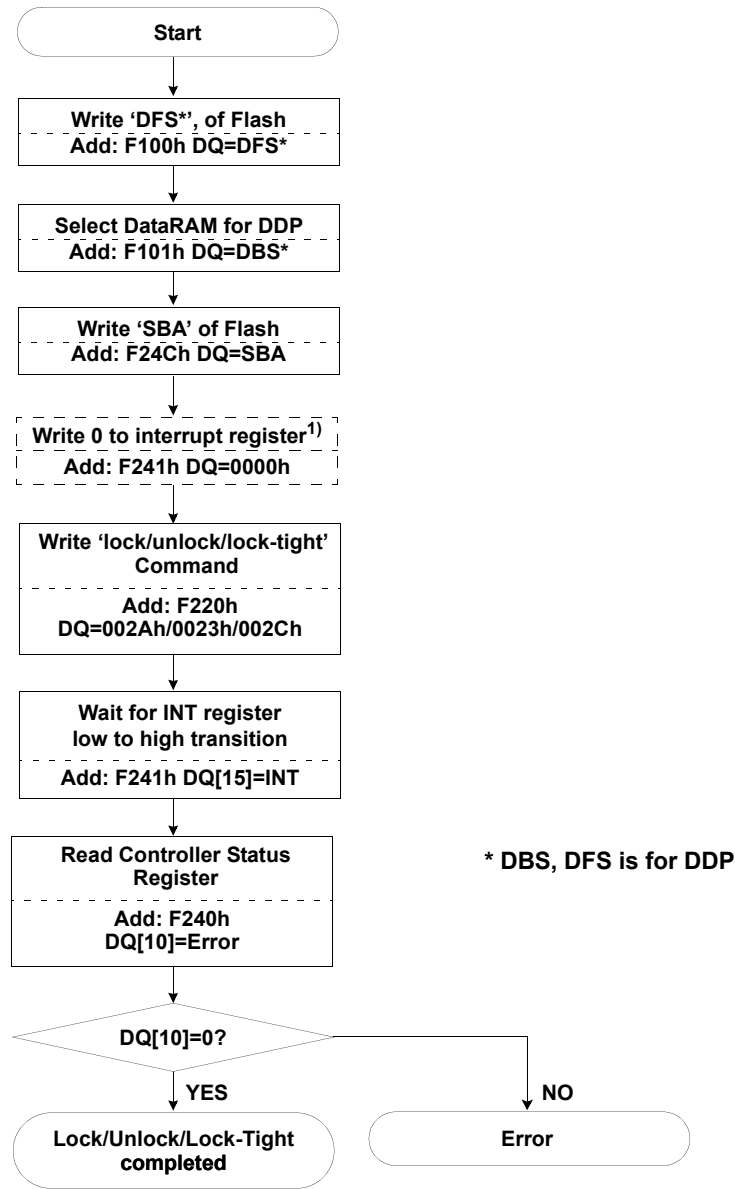 Start
Write ‘DFS*’, of Flash
Add: F100h DQ=DFS*
Select DataRAM for DDP
Add: F101h DQ=DBS*
Write ‘SBA’ of Flash
Add: F24Ch DQ=SBA
Write 0 to interrupt register1)
Add: F241h DQ=0000h
Write ‘lock/unlock/lock-tight’
Command
Add: F220h
DQ=002Ah/0023h/002Ch
Wait for INT register
low to high transition
Add: F241h DQ[15]=INT
Read Controller Status
Register
Add: F240h
DQ[10]=Error
* DBS, DFS is for DDP
DQ[10]=0?
YES
NO
Lock/Unlock/Lock-Tight
completed
Error